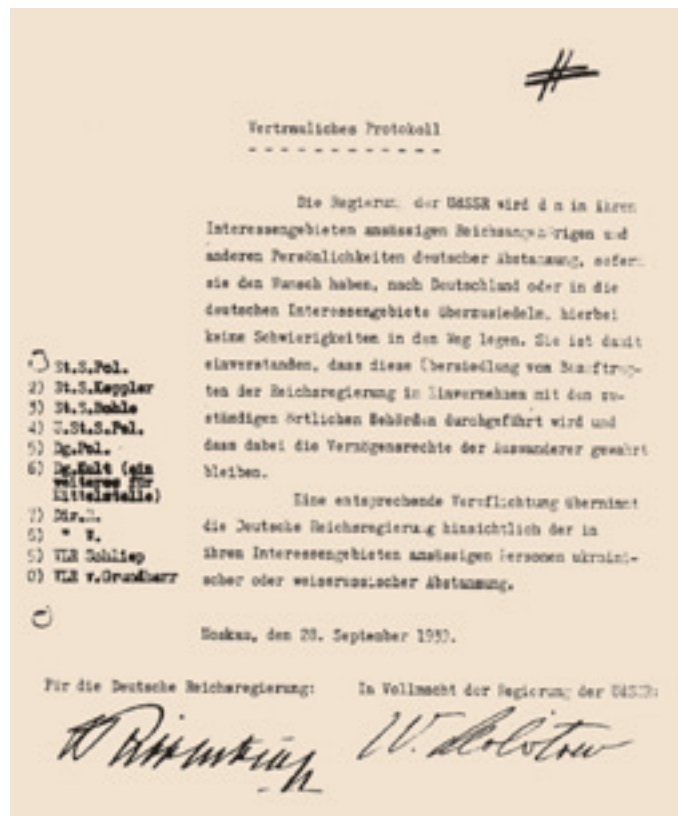 Vertrauliches Protokoll
Die Regierung der UdSSR wird den in ihren
Interessengebieten ansässigen Reichsangehörigen und
anderen Persönlichkeiten deutscher Abstammung, sofern
sie den Wunsch haben, nach Deutschland oder in die
deutschen Interessengebiete überzusiedeln, hierbei
keine Schwierigkeiten in den Weg legen. Sie ist damit
einverstanden, dass diese Übersiedlung von Beauftrag-
ten der Reichsregierung im Einvernehmen mit den zu-
ständigen örtlichen Behörden durchgeführt wird und
dass dabei die Vermögensrechte der Auswanderer gewahrt
bleiben.
Eine entsprechende Verpflichtung übernimmt
die Deutsche Reichsregierung hinsichtlich der in
ihren Interessengebieten ansässigen Personen ukraini-
scher oder weissrussischer Abstammung.
St.S.Pol.
2) St.S.Keppler
3) St.S.Bohle
4) U.St.S.Pol.
5) Dg.Pol.
6) Dg.Kult (ein
weiteres für
Mittelstelle)
7) Dir.
" W.
VLR Schliep
VLR v.Grundherr
Moskau, den 28. September 1939.
Für die Deutsche Reichsregierung:
In Vollmacht der Regierung der UdSSR:
W. Molotow